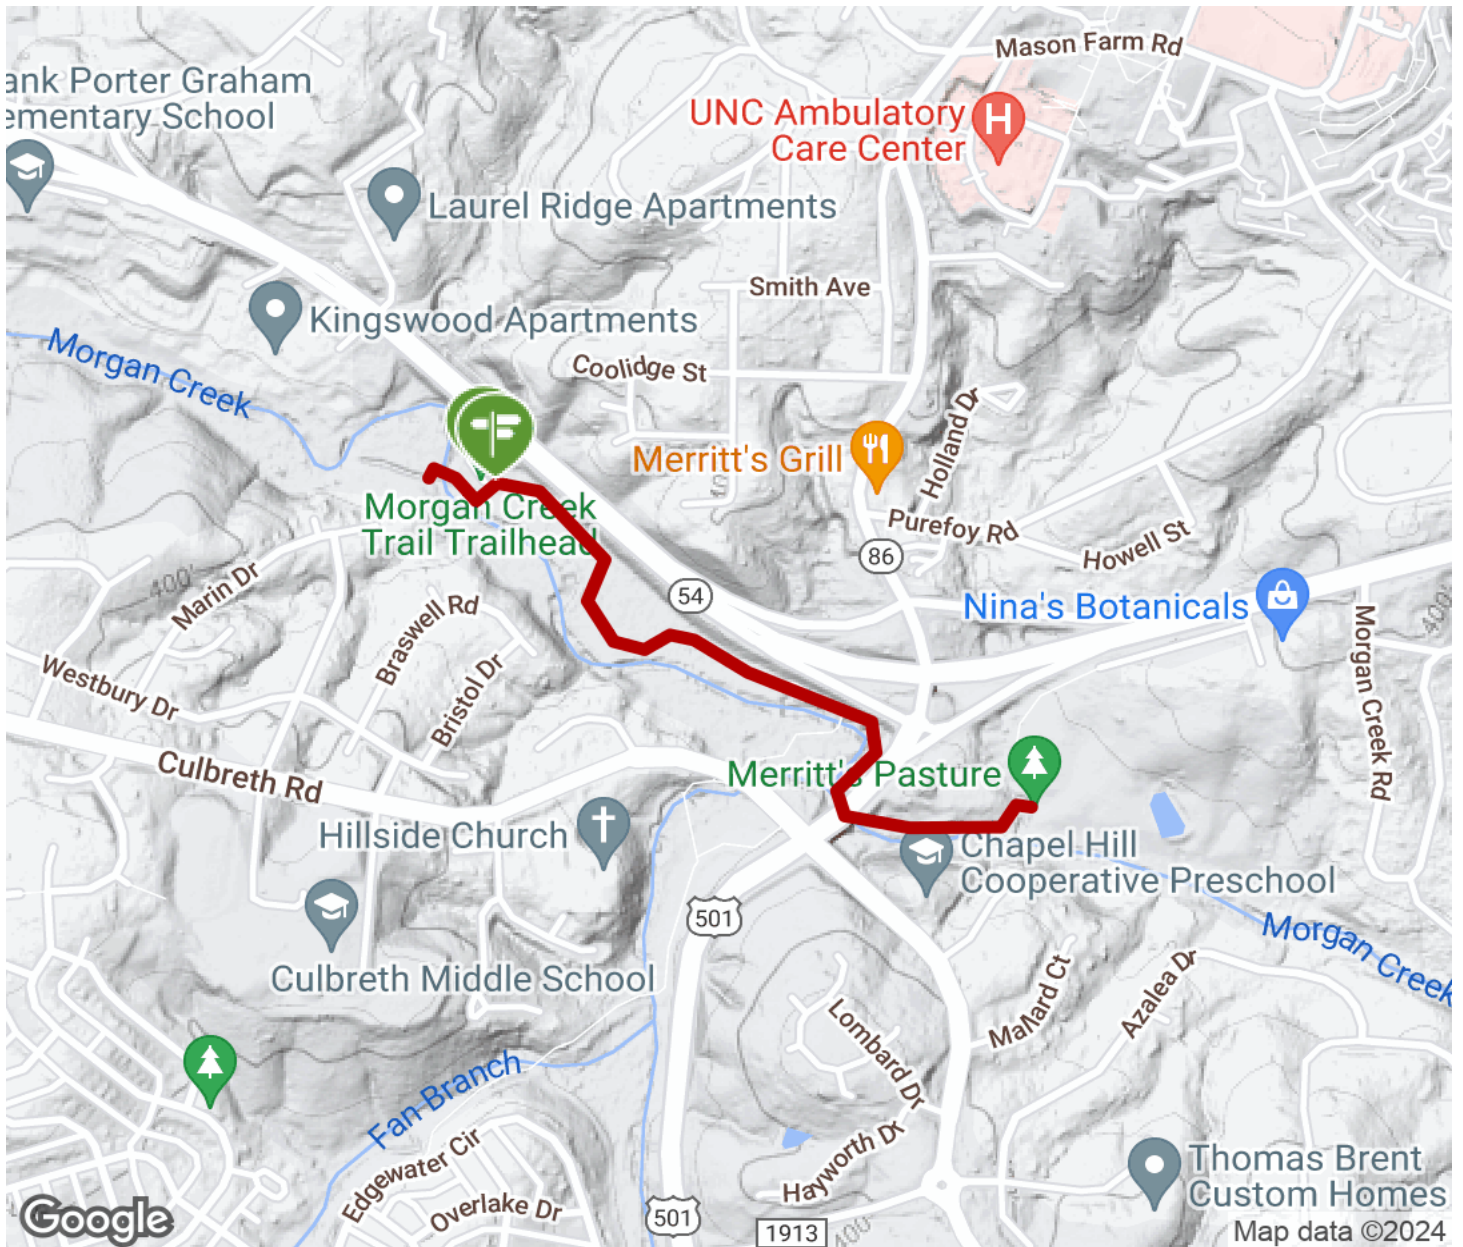 Mason Farm Rd
ank Porter Graham
ementary School
UNC Ambulatory
Care Center
H
Laurel Ridge Apartments
Smith Ave
Kingswood Apartments
Morgan Creek
Coolidge St
Holland Dr
Merritt's Grill
Morgan Creek
Trail Trailhead
Purefoy Rd
Howell St
86
400'
Marin Dr
54
Nina's Botanicals
400'
Braswell Rd
Morgan Creek Rd
Westbury Dr
Bristol Dr
Culbreth Rd
Merritt's Pasture
Hillside Church
Chapel Hill
Cooperative Preschool
501
Morgan Creek
Culbreth Middle School
Mallard Ct
Azalea Dr
Lombard Dr
Fan Branch
Edgewater Cir
Hayworth Dr
Thomas Brent
Custom Homes
Overlake Dr
Google
501
1913
400'
Map data ©2024